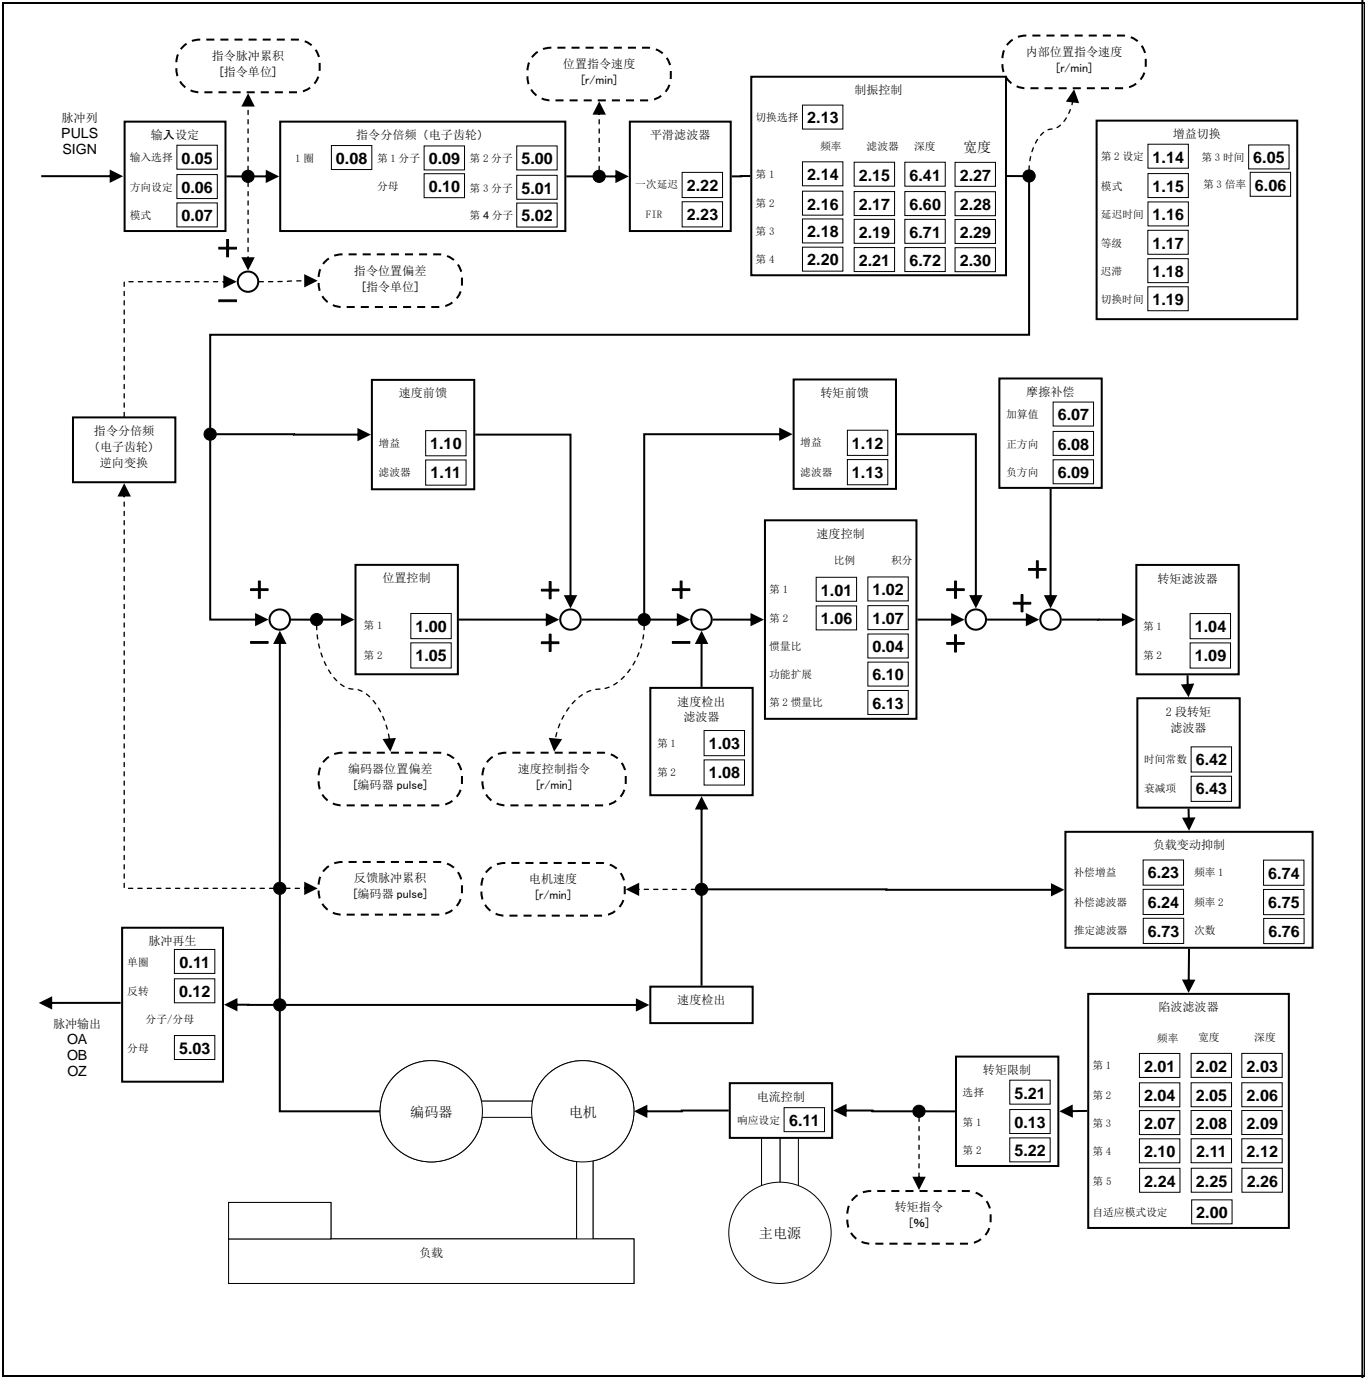 指令脉冲累积
[指令单位]
位置指令速度
[r/min]
内部位置指令速度
[r/min]
脉冲列
PULS
SIGN
输入设定
输入选择 0.05
方向设定 0.06
模式 0.07
指令分倍频（电子齿轮）
1 圈 0.08 第 1 分子 0.09 第 2 分子 5.00
分母 0.10 第 3 分子 5.01
第 4 分子 5.02
平滑滤波器
一次延迟 2.22
FIR 2.23
制振控制
切换选择 2.13
频率 滤波器 深度 宽度
第 1 2.14 2.15 6.41 2.27
第 2 2.16 2.17 6.60 2.28
第 3 2.18 2.19 6.71 2.29
第 4 2.20 2.21 6.72 2.30
增益切换
第 2 设定 1.14 第 3 时间 6.05
模式 1.15 第 3 倍率 6.06
延迟时间 1.16
等级 1.17
迟滞 1.18
切换时间 1.19
+
−
指令位置偏差
[指令单位]
指令分倍频
（电子齿轮）
逆向变换
速度前馈
增益 1.10
滤波器 1.11
转矩前馈
增益 1.12
滤波器 1.13
摩擦补偿
加算值 6.07
正方向 6.08
负方向 6.09
+
−
位置控制
第 1 1.00
第 2 1.05
+
+
+
−
速度控制
比例 积分
第 1 1.01 1.02
第 2 1.06 1.07
惯量比 0.04
功能扩展 6.10
第 2 惯量比 6.13
+
+
+
+
转矩滤波器
第 1 1.04
第 2 1.09
速度检出
滤波器
第 1 1.03
第 2 1.08
2 段转矩
滤波器
时间常数 6.42
衰减项 6.43
编码器位置偏差
[编码器 pulse]
速度控制指令
[r/min]
负载变动抑制
补偿增益 6.23 频率 1 6.74
补偿滤波器 6.24 频率 2 6.75
推定滤波器 6.73 次数 6.76
反馈脉冲累积
[编码器 pulse]
电机速度
[r/min]
脉冲再生
单圈 0.11
反转 0.12
分子/分母
分母 5.03
脉冲输出
OA
OB
OZ
速度检出
陷波滤波器
频率 宽度 深度
第 1 2.01 2.02 2.03
第 2 2.04 2.05 2.06
第 3 2.07 2.08 2.09
第 4 2.10 2.11 2.12
第 5 2.24 2.25 2.26
自适应模式设定 2.00
转矩限制
选择 5.21
第 1 0.13
第 2 5.22
电流控制
响应设定 6.11
编码器
电机
转矩指令
[%]
主电源
负载